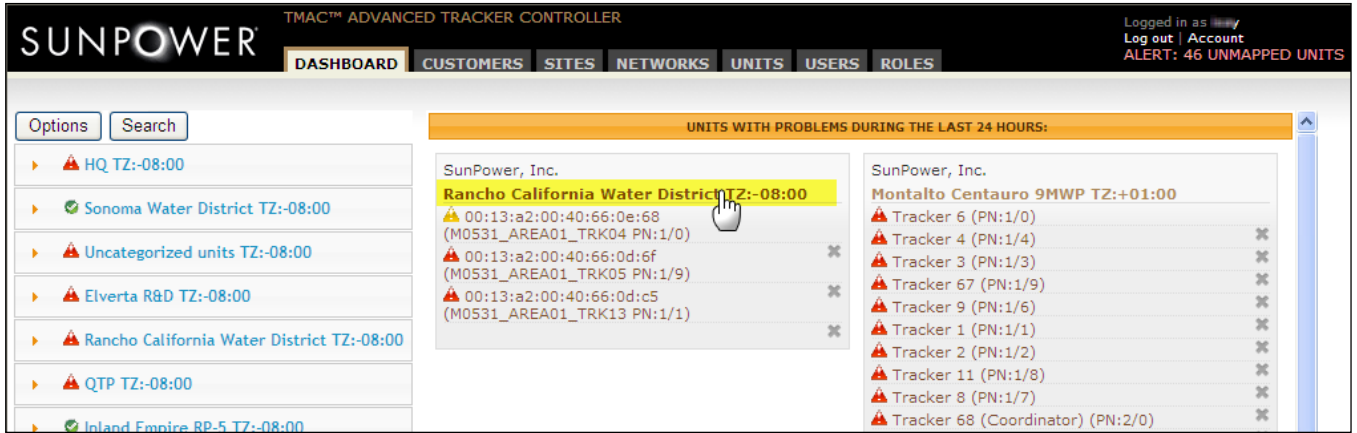 TMAC™ ADVANCED TRACKER CONTROLLER
SUNPOWER
Logged in as
Log out | Account
ALERT: 46 UNMAPPED UNITS
DASHBOARD CUSTOMERS SITES NETWORKS UNITS USERS ROLES
Options Search
HQ TZ:-08:00
Sonoma Water District TZ:-08:00
Uncategorized units TZ:-08:00
Elverta R&D TZ:-08:00
Rancho California Water District TZ:-08:00
QTP TZ:-08:00
Inland Empire RP-5 TZ:-08:00
UNITS WITH PROBLEMS DURING THE LAST 24 HOURS:
SunPower, Inc.
Rancho California Water District TZ:-08:00
00:13:a2:00:40:66:0e:68
(M0531_AREA01_TRK04 PN:1/0)
00:13:a2:00:40:66:0d:6f
(M0531_AREA01_TRK05 PN:1/9)
00:13:a2:00:40:66:0d:c5
(M0531_AREA01_TRK13 PN:1/1)
SunPower, Inc.
Montalto Centauro 9MWP TZ:+01:00
Tracker 6 (PN:1/0)
Tracker 4 (PN:1/4)
Tracker 3 (PN:1/3)
Tracker 67 (PN:1/9)
Tracker 9 (PN:1/6)
Tracker 1 (PN:1/1)
Tracker 2 (PN:1/2)
Tracker 11 (PN:1/8)
Tracker 8 (PN:1/7)
Tracker 68 (Coordinator) (PN:2/0)